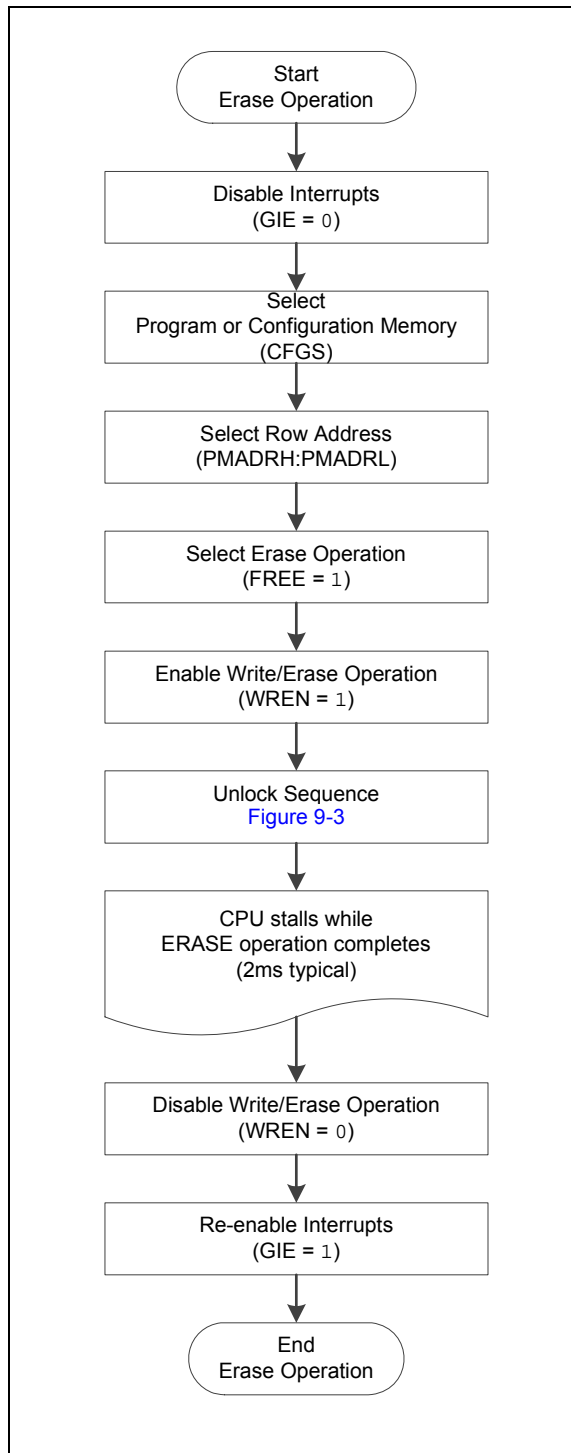 Start
Erase Operation
Disable Interrupts
(GIE = 0)
Select
Program or Configuration Memory
(CFGS)
Select Row Address
(PMADRH:PMADRL)
Select Erase Operation
(FREE = 1)
Enable Write/Erase Operation
(WREN = 1)
Unlock Sequence
Figure 9-3
CPU stalls while
ERASE operation completes
(2ms typical)
Disable Write/Erase Operation
(WREN = 0)
Re-enable Interrupts
(GIE = 1)
End
Erase Operation